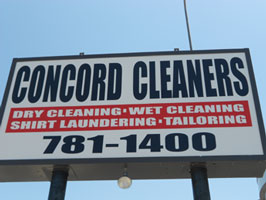 CONCORD CLEANERS
DRY CLEANING · WET CLEANING
SHIRT LAUNDERING · TAILORING
781-1400